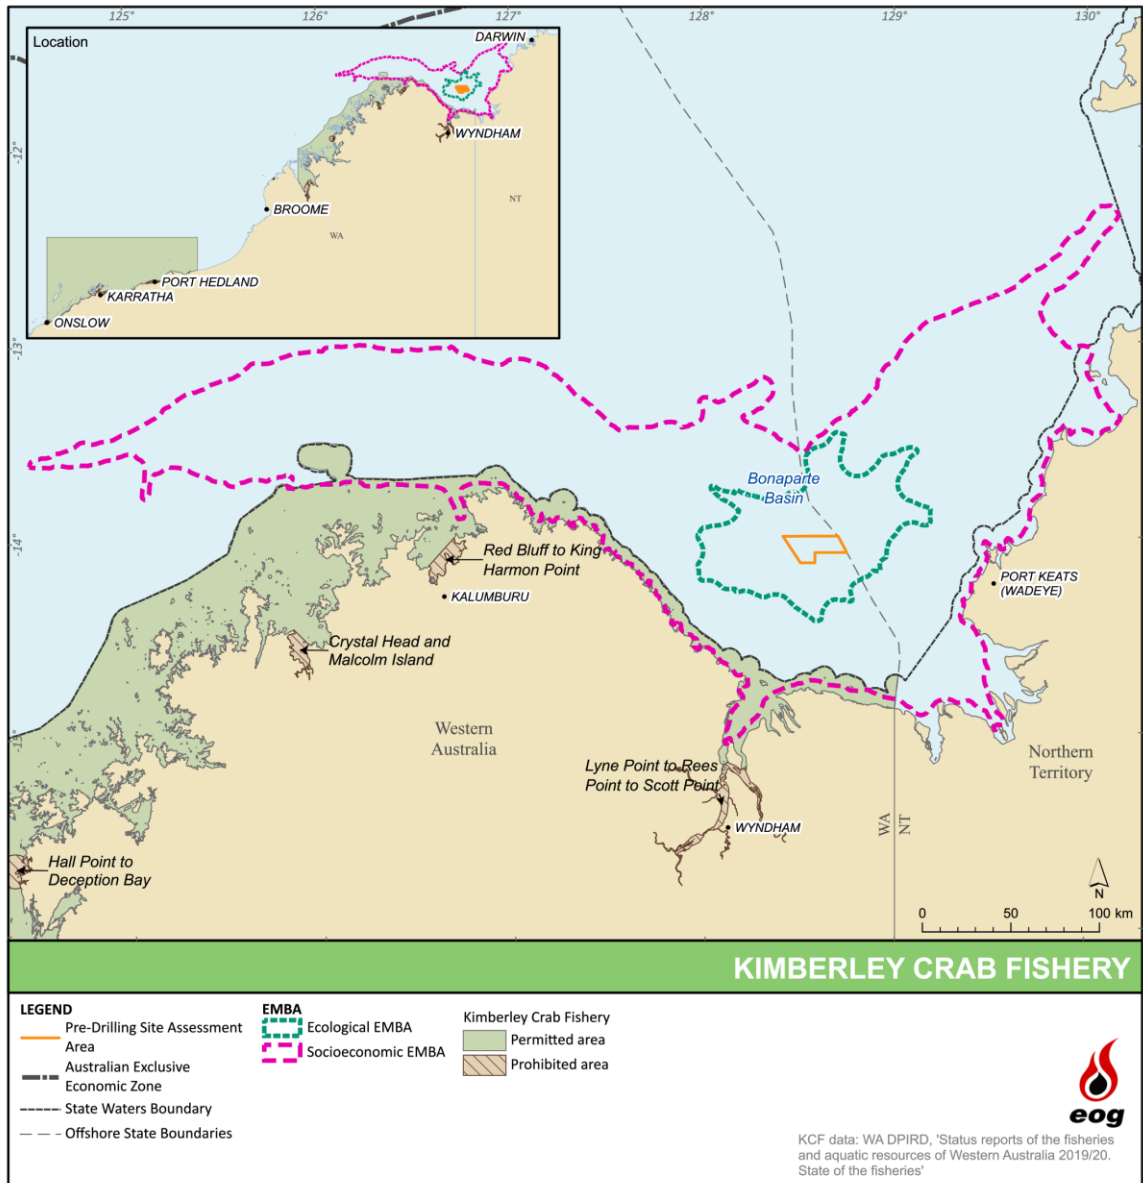 125°
126°
127°
128°
129°
130°
Location
DARWIN
WYNDHAM
NT
BROOME
WA
PORT HEDLAND
KARRATHA
ONSLOW
-12°
-13°
-14°
-15°
Bonaparte
Basin
Red Bluff to King
Harmon Point
KALUMBURU
PORT KEATS
(WADEYE)
Crystal Head and
Malcolm Island
Western
Australia
Northern
Territory
Lyne Point to Rees
Point to Scott Point
WYNDHAM
WA
NT
Hall Point to
Deception Bay
N
0 50 100 km
KIMBERLEY CRAB FISHERY
LEGEND
Pre-Drilling Site Assessment
Area
Australian Exclusive
Economic Zone
State Waters Boundary
Offshore State Boundaries
EMBA
Ecological EMBA
Socioeconomic EMBA
Kimberley Crab Fishery
Permitted area
Prohibited area
eog
KCF data: WA DPIRD, 'Status reports of the fisheries
and aquatic resources of Western Australia 2019/20.
State of the fisheries'